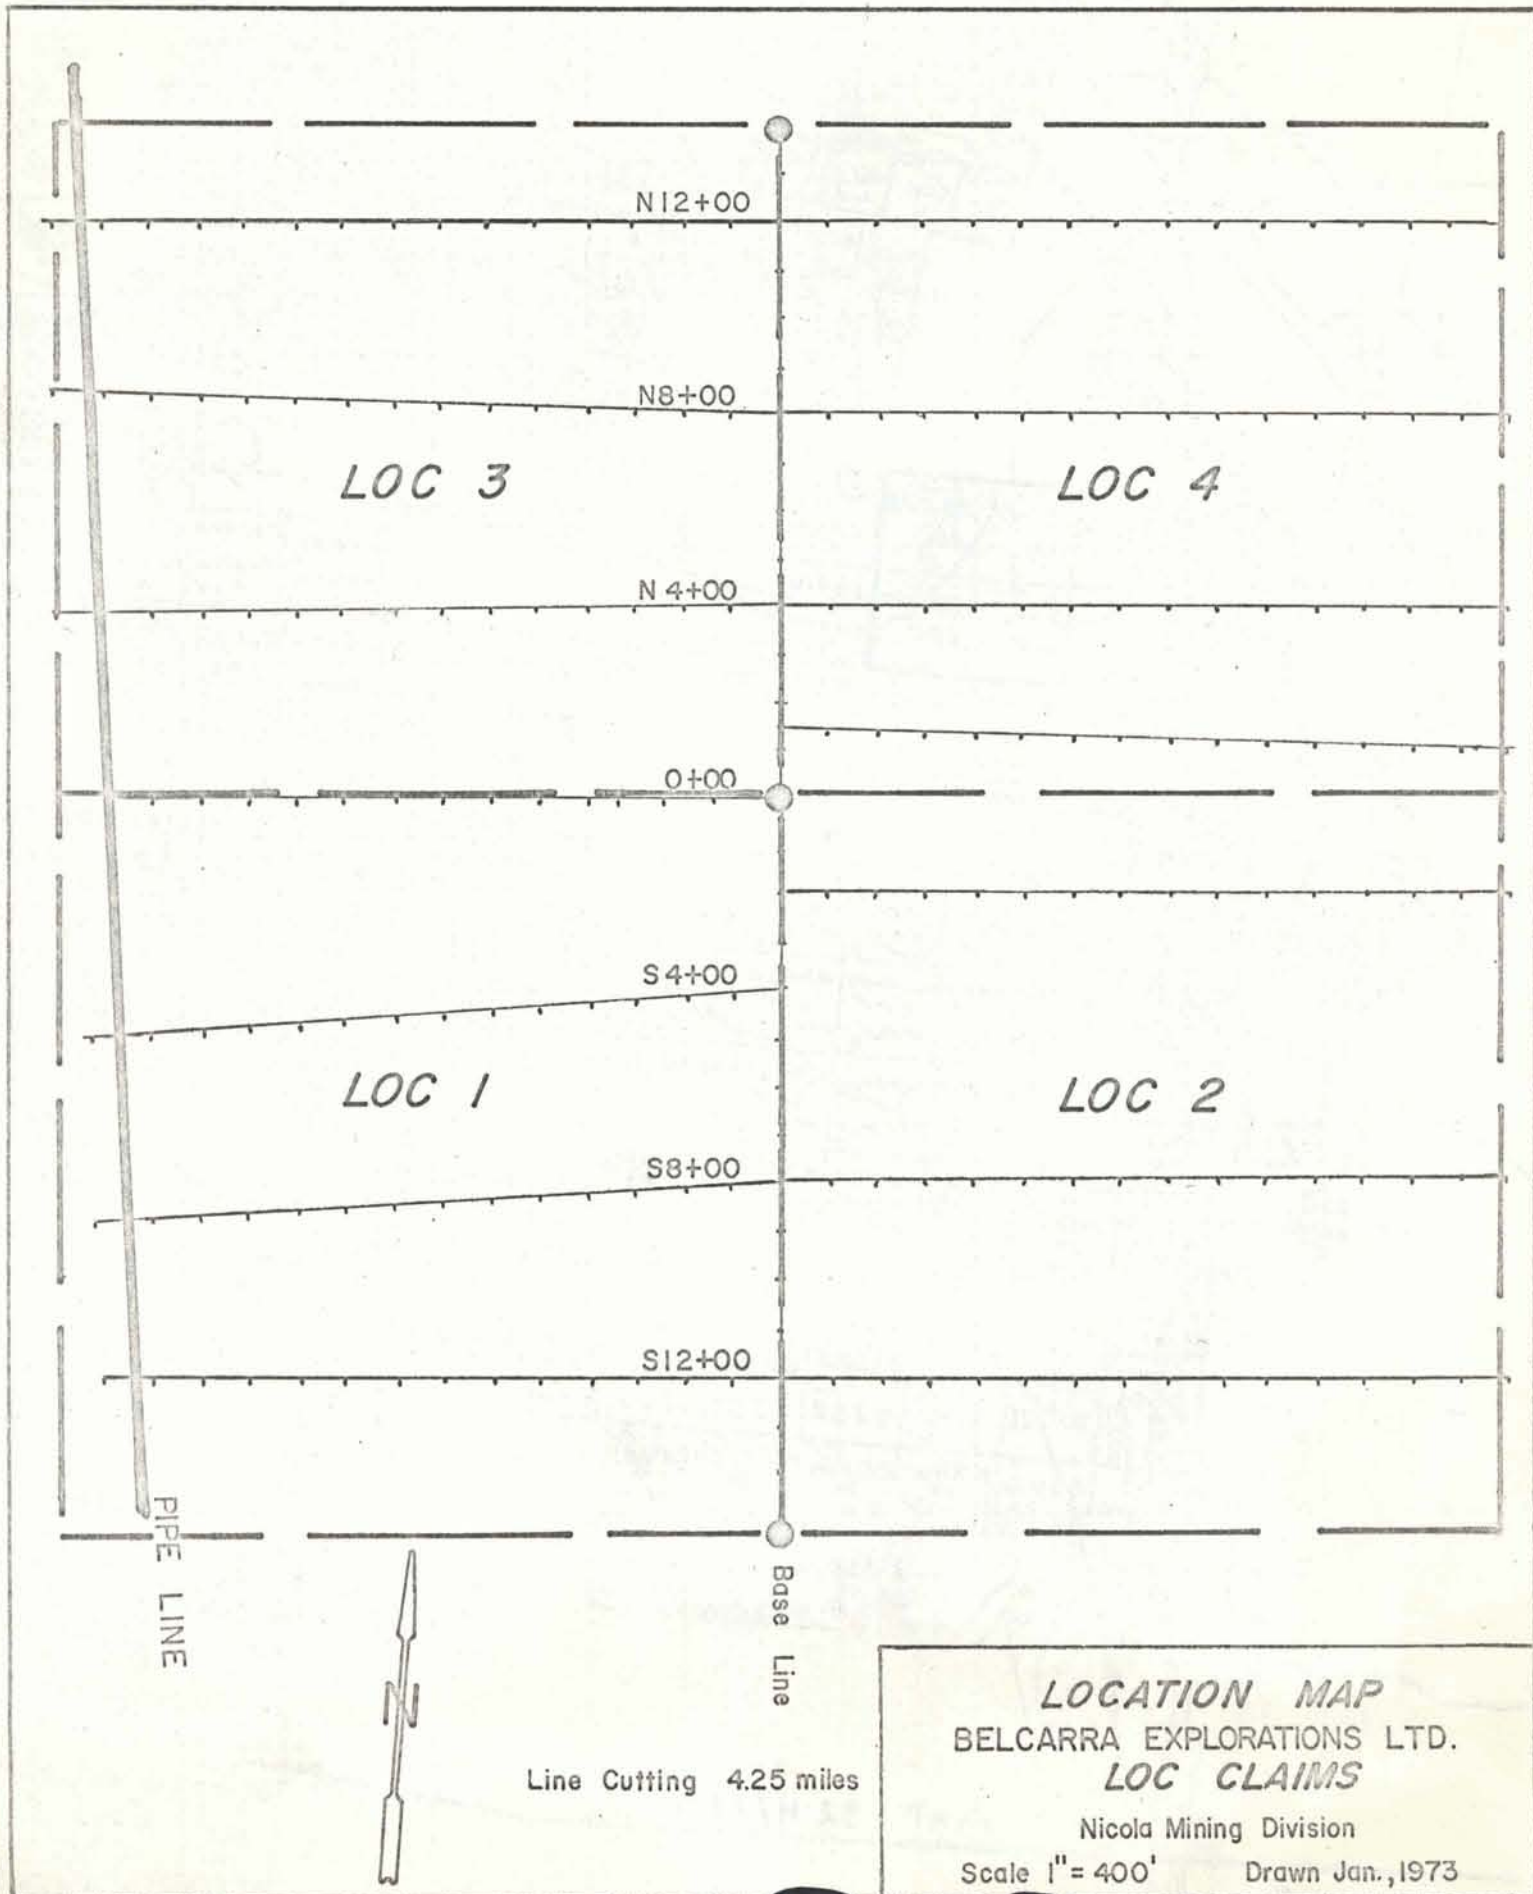 N12+00
N8+00
LOC 3
LOC 4
N 4+00
0+00
S4+00
LOC 1
LOC 2
S8+00
S12+00
PIPE LINE
Base Line
N
Line Cutting 4.25 miles
LOCATION MAP
BELCARRA EXPLORATIONS LTD.
LOC CLAIMS
Nicola Mining Division
Scale 1" = 400' Drawn Jan., 1973